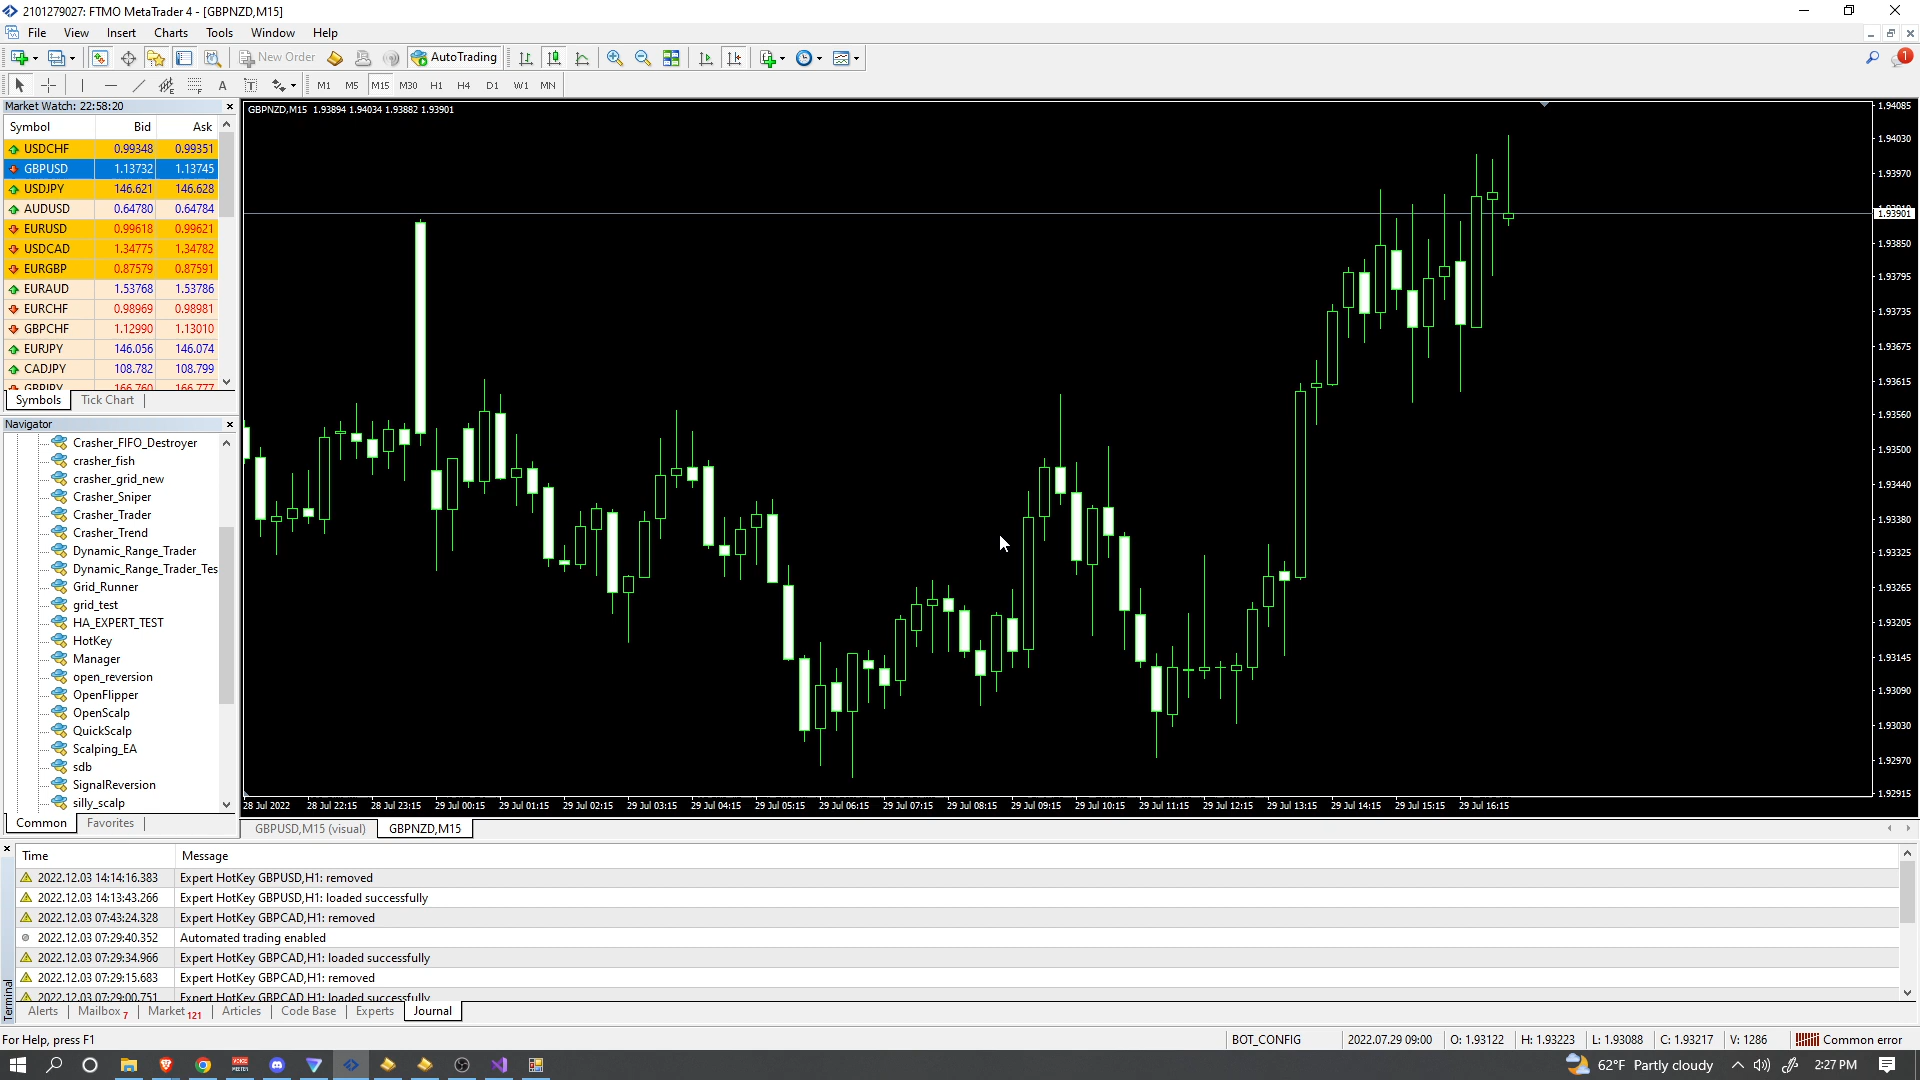 2101279027: FTMO MetaTrader 4 - [GBPNZD,M15]
File View Insert Charts Tools Window Help
New Order AutoTrading 1
A T M1 M5 M15 M30 H1 H4 D1 W1 MN
Market Watch: 22:58:20
Symbol Bid Ask
USDCHF 0.99348 0.99351
GBPUSD 1.13732 1.13745
USDJPY 146.621 146.628
AUDUSD 0.64780 0.64784
EURUSD 0.99618 0.99621
USDCAD 1.34775 1.34782
EURGBP 0.87579 0.87591
EURAUD 1.53768 1.53786
EURCHF 0.98969 0.98981
GBPCHF 1.12990 1.13010
EURJPY 146.056 146.074
CADJPY 108.782 108.799
GBPJPY 166.760 166.777
Symbols Tick Chart
Navigator
Crasher_FIFO_Destroyer
crasher_fish
crasher_grid_new
Crasher_Sniper
Crasher_Trader
Crasher_Trend
Dynamic_Range_Trader
Dynamic_Range_Trader_Tes
Grid_Runner
grid_test
HA_EXPERT_TEST
HotKey
Manager
open_reversion
OpenFlipper
OpenScalp
QuickScalp
Scalping_EA
sdb
SignalReversion
silly_scalp
Common Favorites
GBPNZD,M15 1.93894 1.94034 1.93882 1.93901
1.94085
1.94030
1.93970
1.93901
1.93850
1.93795
1.93735
1.93675
1.93615
1.93560
1.93500
1.93440
1.93380
1.93325
1.93265
1.93205
1.93145
1.93090
1.93030
1.92970
1.92915
28 Jul 2022 28 Jul 22:15 28 Jul 23:15 29 Jul 00:15 29 Jul 01:15 29 Jul 02:15 29 Jul 03:15 29 Jul 04:15 29 Jul 05:15 29 Jul 06:15 29 Jul 07:15 29 Jul 08:15 29 Jul 09:15 29 Jul 10:15 29 Jul 11:15 29 Jul 12:15 29 Jul 13:15 29 Jul 14:15 29 Jul 15:15 29 Jul 16:15
GBPUSD,M15 (visual) GBPNZD,M15
Time Message
2022.12.03 14:14:16.383 Expert HotKey GBPUSD,H1: removed
2022.12.03 14:13:43.266 Expert HotKey GBPUSD,H1: loaded successfully
2022.12.03 07:43:24.328 Expert HotKey GBPCAD,H1: removed
2022.12.03 07:29:40.352 Automated trading enabled
2022.12.03 07:29:34.966 Expert HotKey GBPCAD,H1: loaded successfully
2022.12.03 07:29:15.683 Expert HotKey GBPCAD,H1: removed
2022.12.03 07:29:00.751 Expert HotKey GBPCAD,H1: loaded successfully
Terminal
Alerts Mailbox 7 Market 121 Articles Code Base Experts Journal
For Help, press F1 BOT_CONFIG 2022.07.29 09:00 O: 1.93122 H: 1.93223 L: 1.93088 C: 1.93217 V: 1286 Common error
62°F Partly cloudy 2:27 PM